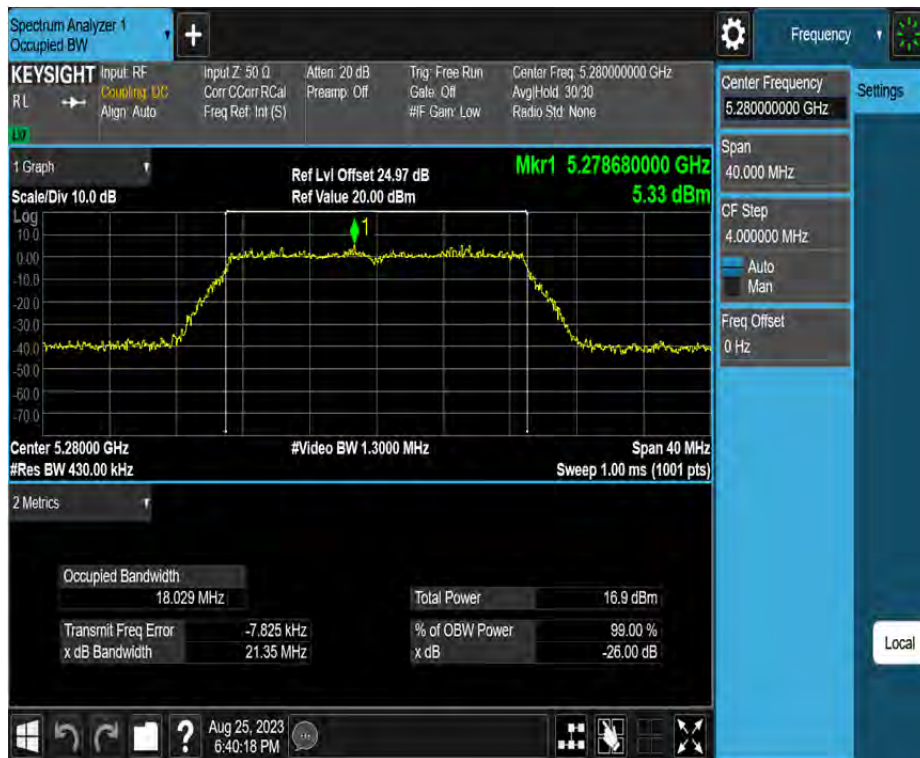 Spectrum Analyzer 1
Occupied BW
Frequency
KEYSIGHT
RL
Input: RF
Coupling: DC
Align: Auto
Input Z: 50 Ω
Corr CCorr RCal
Freq Ref: Int (S)
Atten: 20 dB
Preamp: Off
Trig: Free Run
Gate: Off
#IF Gain: Low
Center Freq: 5.280000000 GHz
Avg|Hold: 30/30
Radio Std: None
Center Frequency
5.280000000 GHz
Settings
Span
40.000 MHz
CF Step
4.000000 MHz
Auto
Man
Freq Offset
0 Hz
1 Graph
Scale/Div 10.0 dB
Ref Lvl Offset 24.97 dB
Ref Value 20.00 dBm
Mkr1 5.278680000 GHz
5.33 dBm
Log
10.0
0.00
-10.0
-20.0
-30.0
-40.0
-50.0
-60.0
-70.0
1
Center 5.28000 GHz
#Res BW 430.00 kHz
#Video BW 1.3000 MHz
Span 40 MHz
Sweep 1.00 ms (1001 pts)
2 Metrics
Occupied Bandwidth
18.029 MHz
Total Power 16.9 dBm
Transmit Freq Error -7.825 kHz
% of OBW Power 99.00 %
x dB Bandwidth 21.35 MHz
x dB -26.00 dB
Local
?
Aug 25, 2023
6:40:18 PM